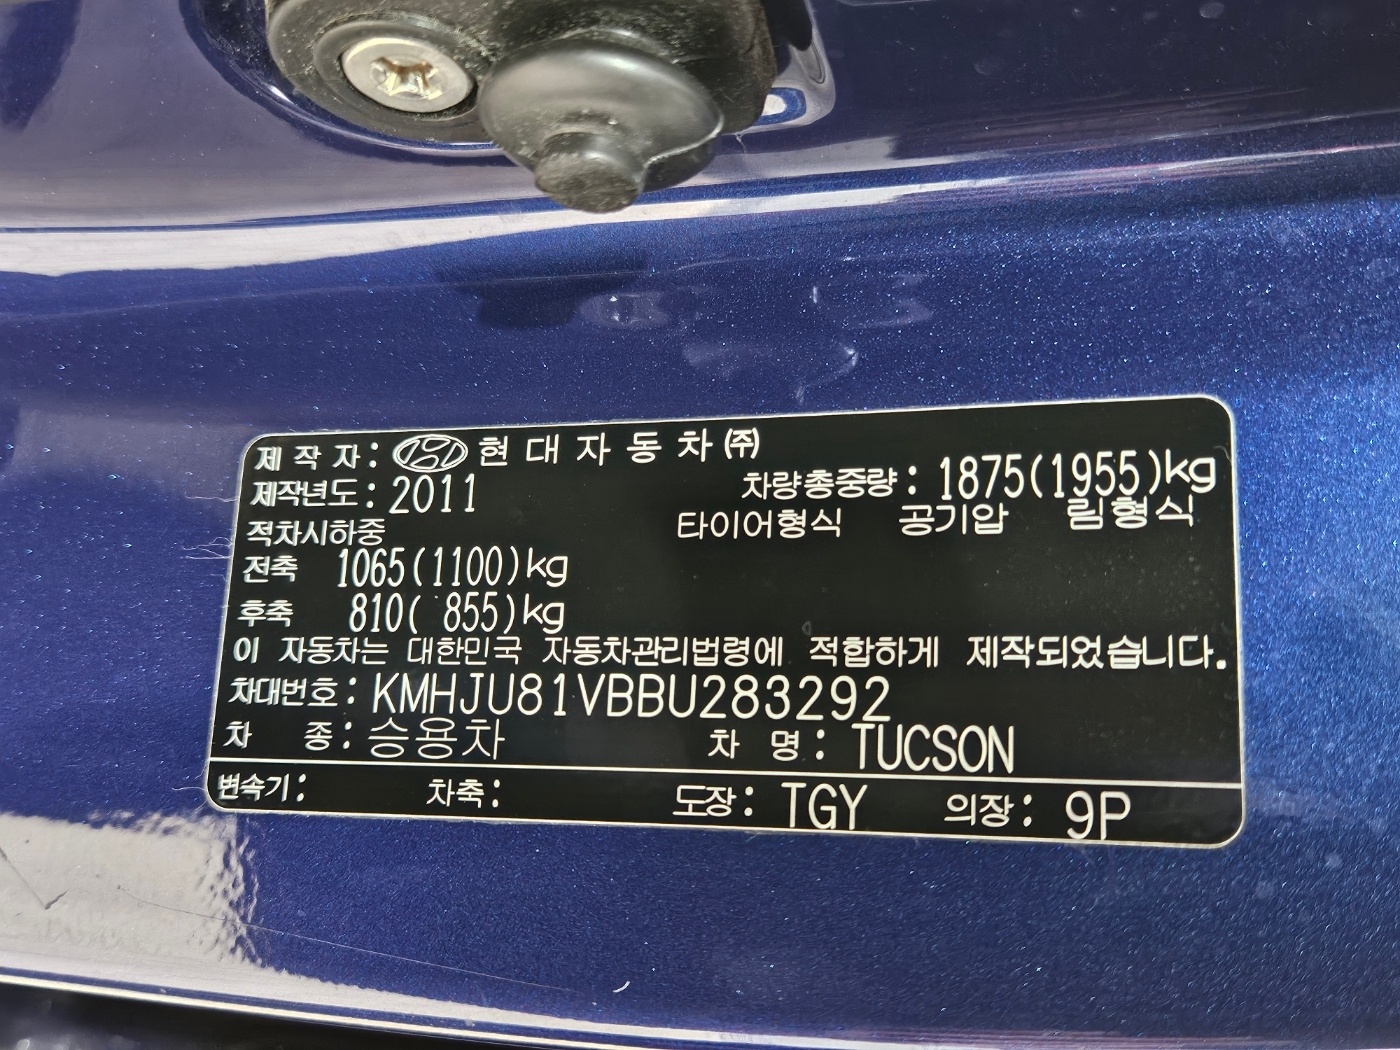 제 작 자 : 현 대 자 동 차 ㈜
제작년도 : 2011 차량총중량 : 1875(1955)kg
적차시하중 타이어형식 공기압 림형식
전축 1065(1100)kg
후축 810( 855)kg
이 자동차는 대한민국 자동차관리법령에 적합하게 제작되었습니다.
차대번호 : KMHJU81VBBU283292
차 종 : 승용차 차 명 : TUCSON
변속기 : 차축 : 도장 : TGY 의장 : 9P